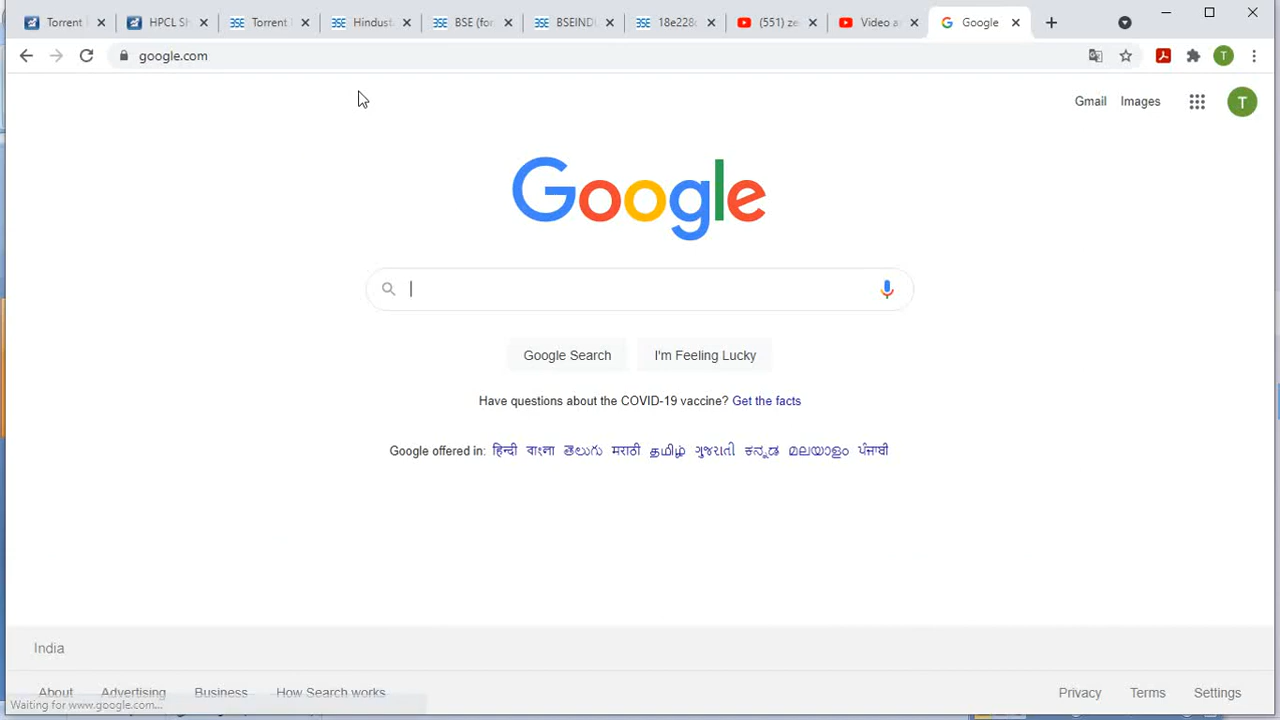 Torrent HPCL S Torrent Hindust BSE (for BSEIND 18e228 (551) ze Video a Google
google.com
T
Gmail Images T
Google
Google Search I'm Feeling Lucky
Have questions about the COVID-19 vaccine? Get the facts
Google offered in: हिन्दी বাংলা తెలుగు मराठी தமிழ் ગુજરાતી ಕನ್ನಡ മലയാളം ਪੰਜਾਬੀ
India
About Advertising Business How Search works Privacy Terms Settings
Waiting for www.google.com...